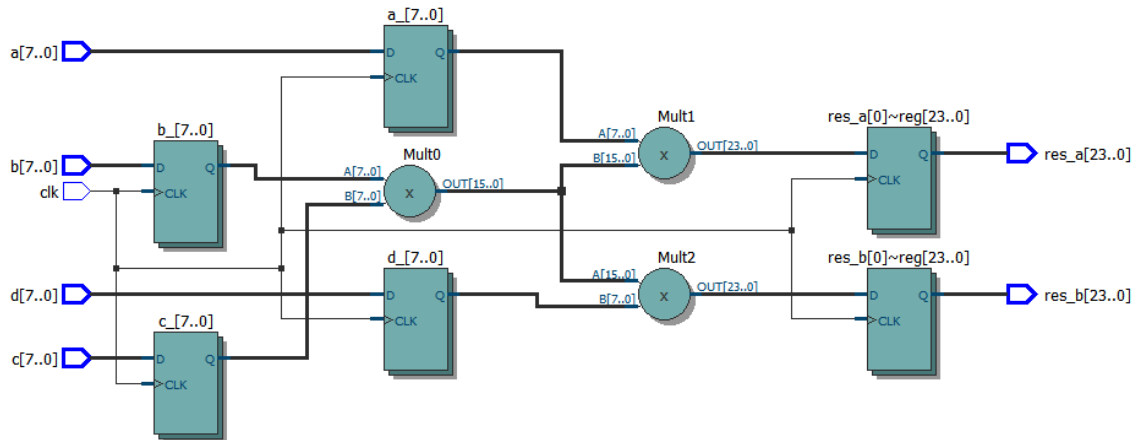 a_[7..0]
a[7..0]
D
Q
CLK
b_[7..0]
b[7..0]
D
Q
clk
CLK
Mult0
A[7..0]
B[7..0]
x
OUT[15..0]
Mult1
A[7..0]
B[15..0]
x
OUT[23..0]
res_a[0]~reg[23..0]
D
Q
CLK
res_a[23..0]
d_[7..0]
d[7..0]
D
Q
CLK
Mult2
A[15..0]
B[7..0]
x
OUT[23..0]
res_b[0]~reg[23..0]
D
Q
CLK
res_b[23..0]
c_[7..0]
c[7..0]
D
Q
CLK